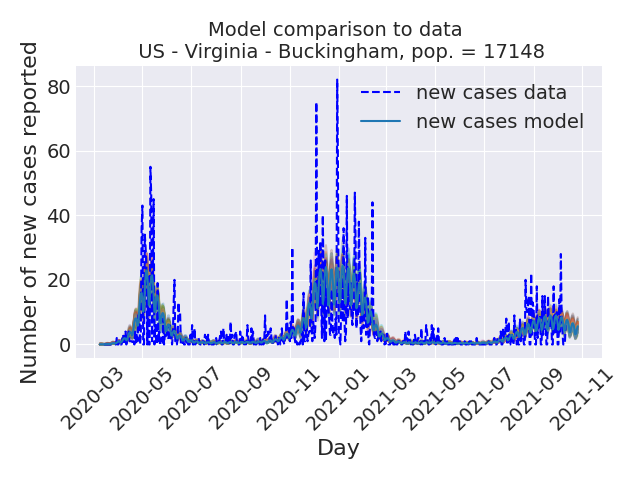 Model comparison to data
US - Virginia - Buckingham, pop. = 17148
Number of new cases reported
80
60
40
20
0
new cases data
new cases model
2020-03
2020-05
2020-07
2020-09
2020-11
2021-01
2021-03
2021-05
2021-07
2021-09
2021-11
Day